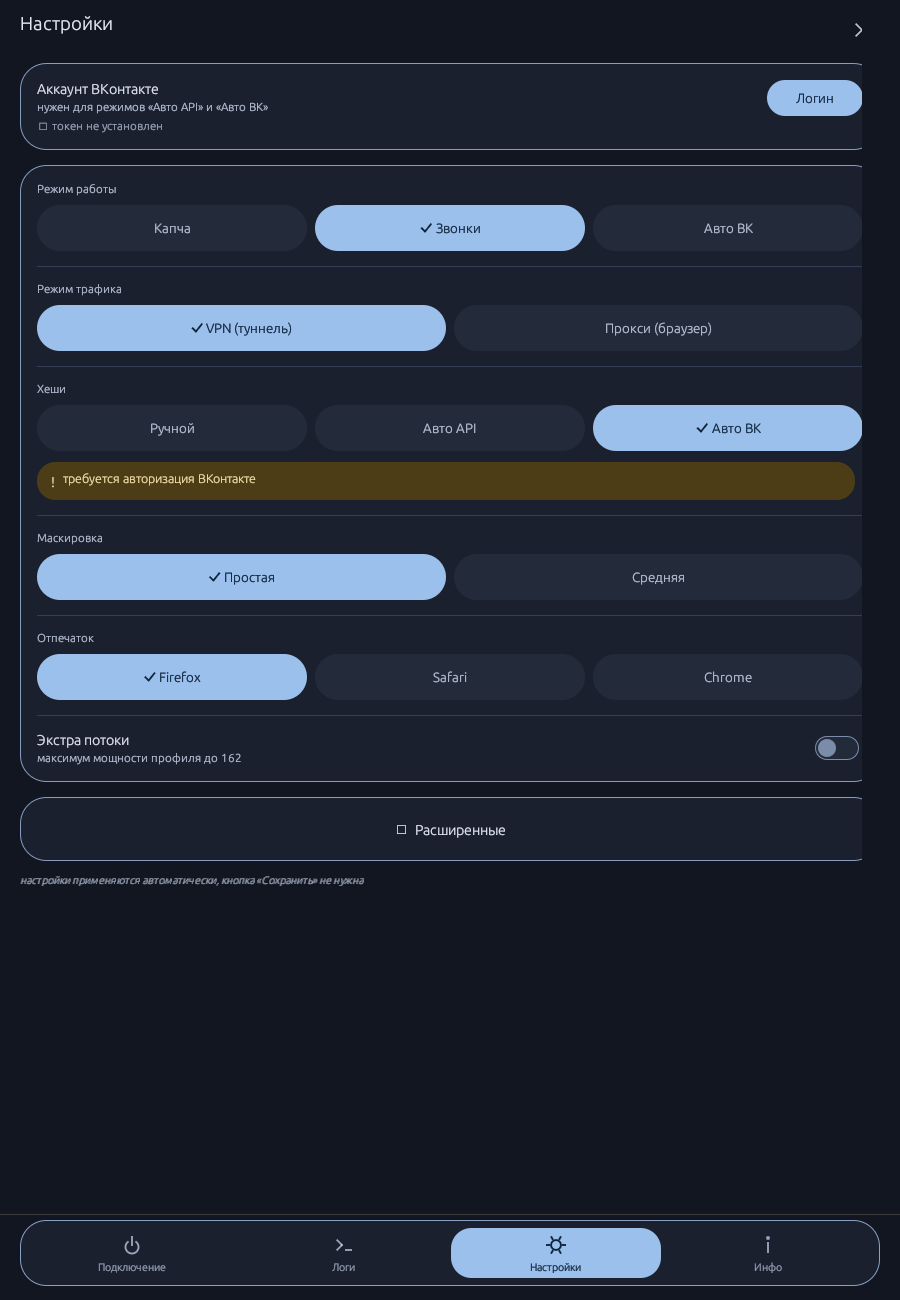 Настройки
Аккаунт ВКонтакте
нужен для режимов «Авто API» и «Авто ВК»
Логин
токен не установлен
Режим работы
Капча
Звонки
Авто ВК
Режим трафика
VPN (туннель)
Прокси (браузер)
Хеши
Ручной
Авто API
Авто ВК
! требуется авторизация ВКонтакте
Маскировка
Простая
Средняя
Отпечаток
Firefox
Safari
Chrome
Экстра потоки
максимум мощности профиля до 162
Расширенные
настройки применяются автоматически, кнопка «Сохранить» не нужна
Подключение
Логи
Настройки
Инфо